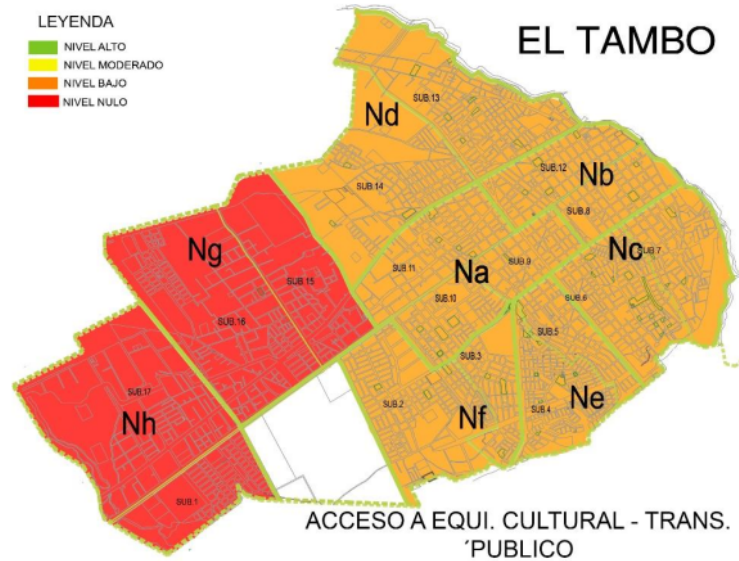 LEYENDA
NIVEL ALTO
NIVEL MODERADO
NIVEL BAJO
NIVEL NULO
EL TAMBO
SUB.13
Nd
SUB.12
Nb
SUB.14
SUB.8
Ng
Nc
SUB.7
SUB.15
SUB.11
Na
SUB.9
SUB.10
SUB.6
SUB.16
SUB.5
SUB.3
SUB.17
SUB.2
Nh
Nf
Ne
SUB.4
SUB.1
ACCESO A EQUI. CULTURAL - TRANS.
´PUBLICO